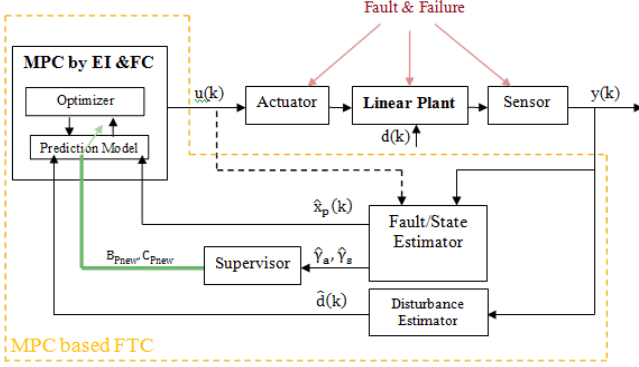 Fault & Failure
MPC by EI &FC
Optimizer
Prediction Model
u(k)
Actuator
Linear Plant
Sensor
y(k)
d(k)
x̂p(k)
Fault/State
Estimator
BPnew, CPnew
Supervisor
γ̂a, γ̂s
d̂(k)
Disturbance
Estimator
MPC based FTC